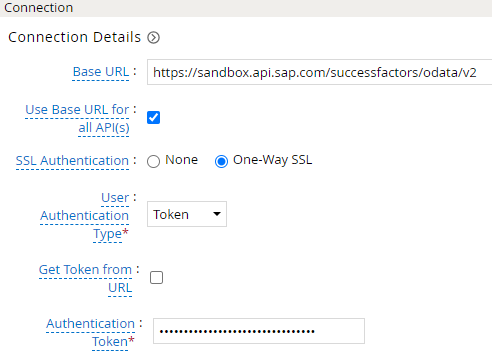 Connection
Connection Details
Base URL :
https://sandbox.api.sap.com/successfactors/odata/v2
Use Base URL for :
all API(s)
SSL Authentication : None One-Way SSL
User :
Authentication
Type*
Token
Get Token from :
URL
Authentication :
Token*
••••••••••••••••••••••••••••••••